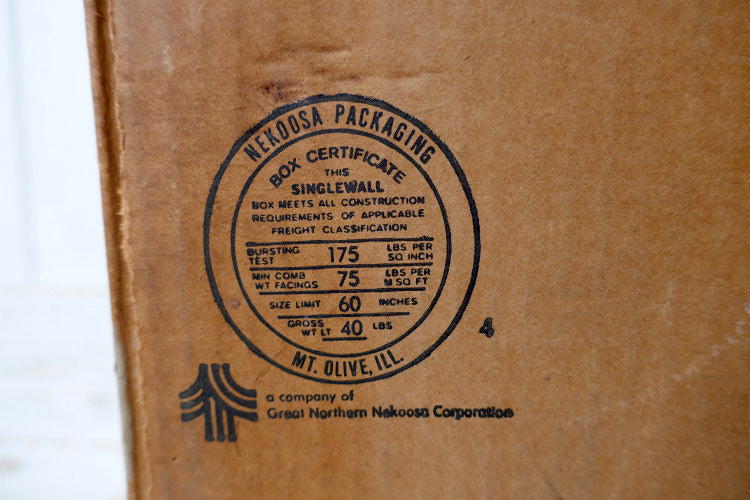 NEKOOSA PACKAGING
BOX CERTIFICATE
THIS
SINGLEWALL
BOX MEETS ALL CONSTRUCTION
REQUIREMENTS OF APPLICABLE
FREIGHT CLASSIFICATION
BURSTING TEST 175 LBS PER SQ INCH
MIN COMB WT FACINGS 75 LBS PER M SQ FT
SIZE LIMIT 60 INCHES
GROSS WT LT 40 LBS
MT. OLIVE, ILL.
4
a company of
Great Northern Nekoosa Corporation